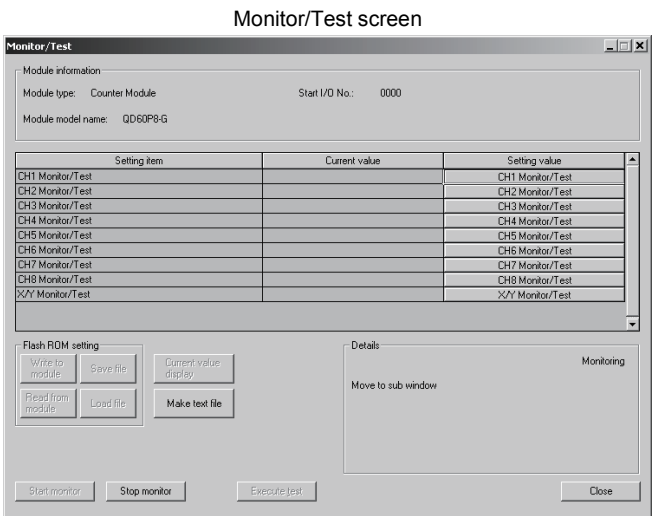 Monitor/Test screen
Monitor/Test
Module information
Module type: Counter Module Start I/O No.: 0000
Module model name: QD60P8-G
Setting item Current value Setting value
CH1 Monitor/Test CH1 Monitor/Test
CH2 Monitor/Test CH2 Monitor/Test
CH3 Monitor/Test CH3 Monitor/Test
CH4 Monitor/Test CH4 Monitor/Test
CH5 Monitor/Test CH5 Monitor/Test
CH6 Monitor/Test CH6 Monitor/Test
CH7 Monitor/Test CH7 Monitor/Test
CH8 Monitor/Test CH8 Monitor/Test
X/Y Monitor/Test X/Y Monitor/Test
Flash ROM setting
Write to module
Save file
Current value display
Read from module
Load file
Make text file
Details
Monitoring
Move to sub window
Start monitor
Stop monitor
Execute test
Close